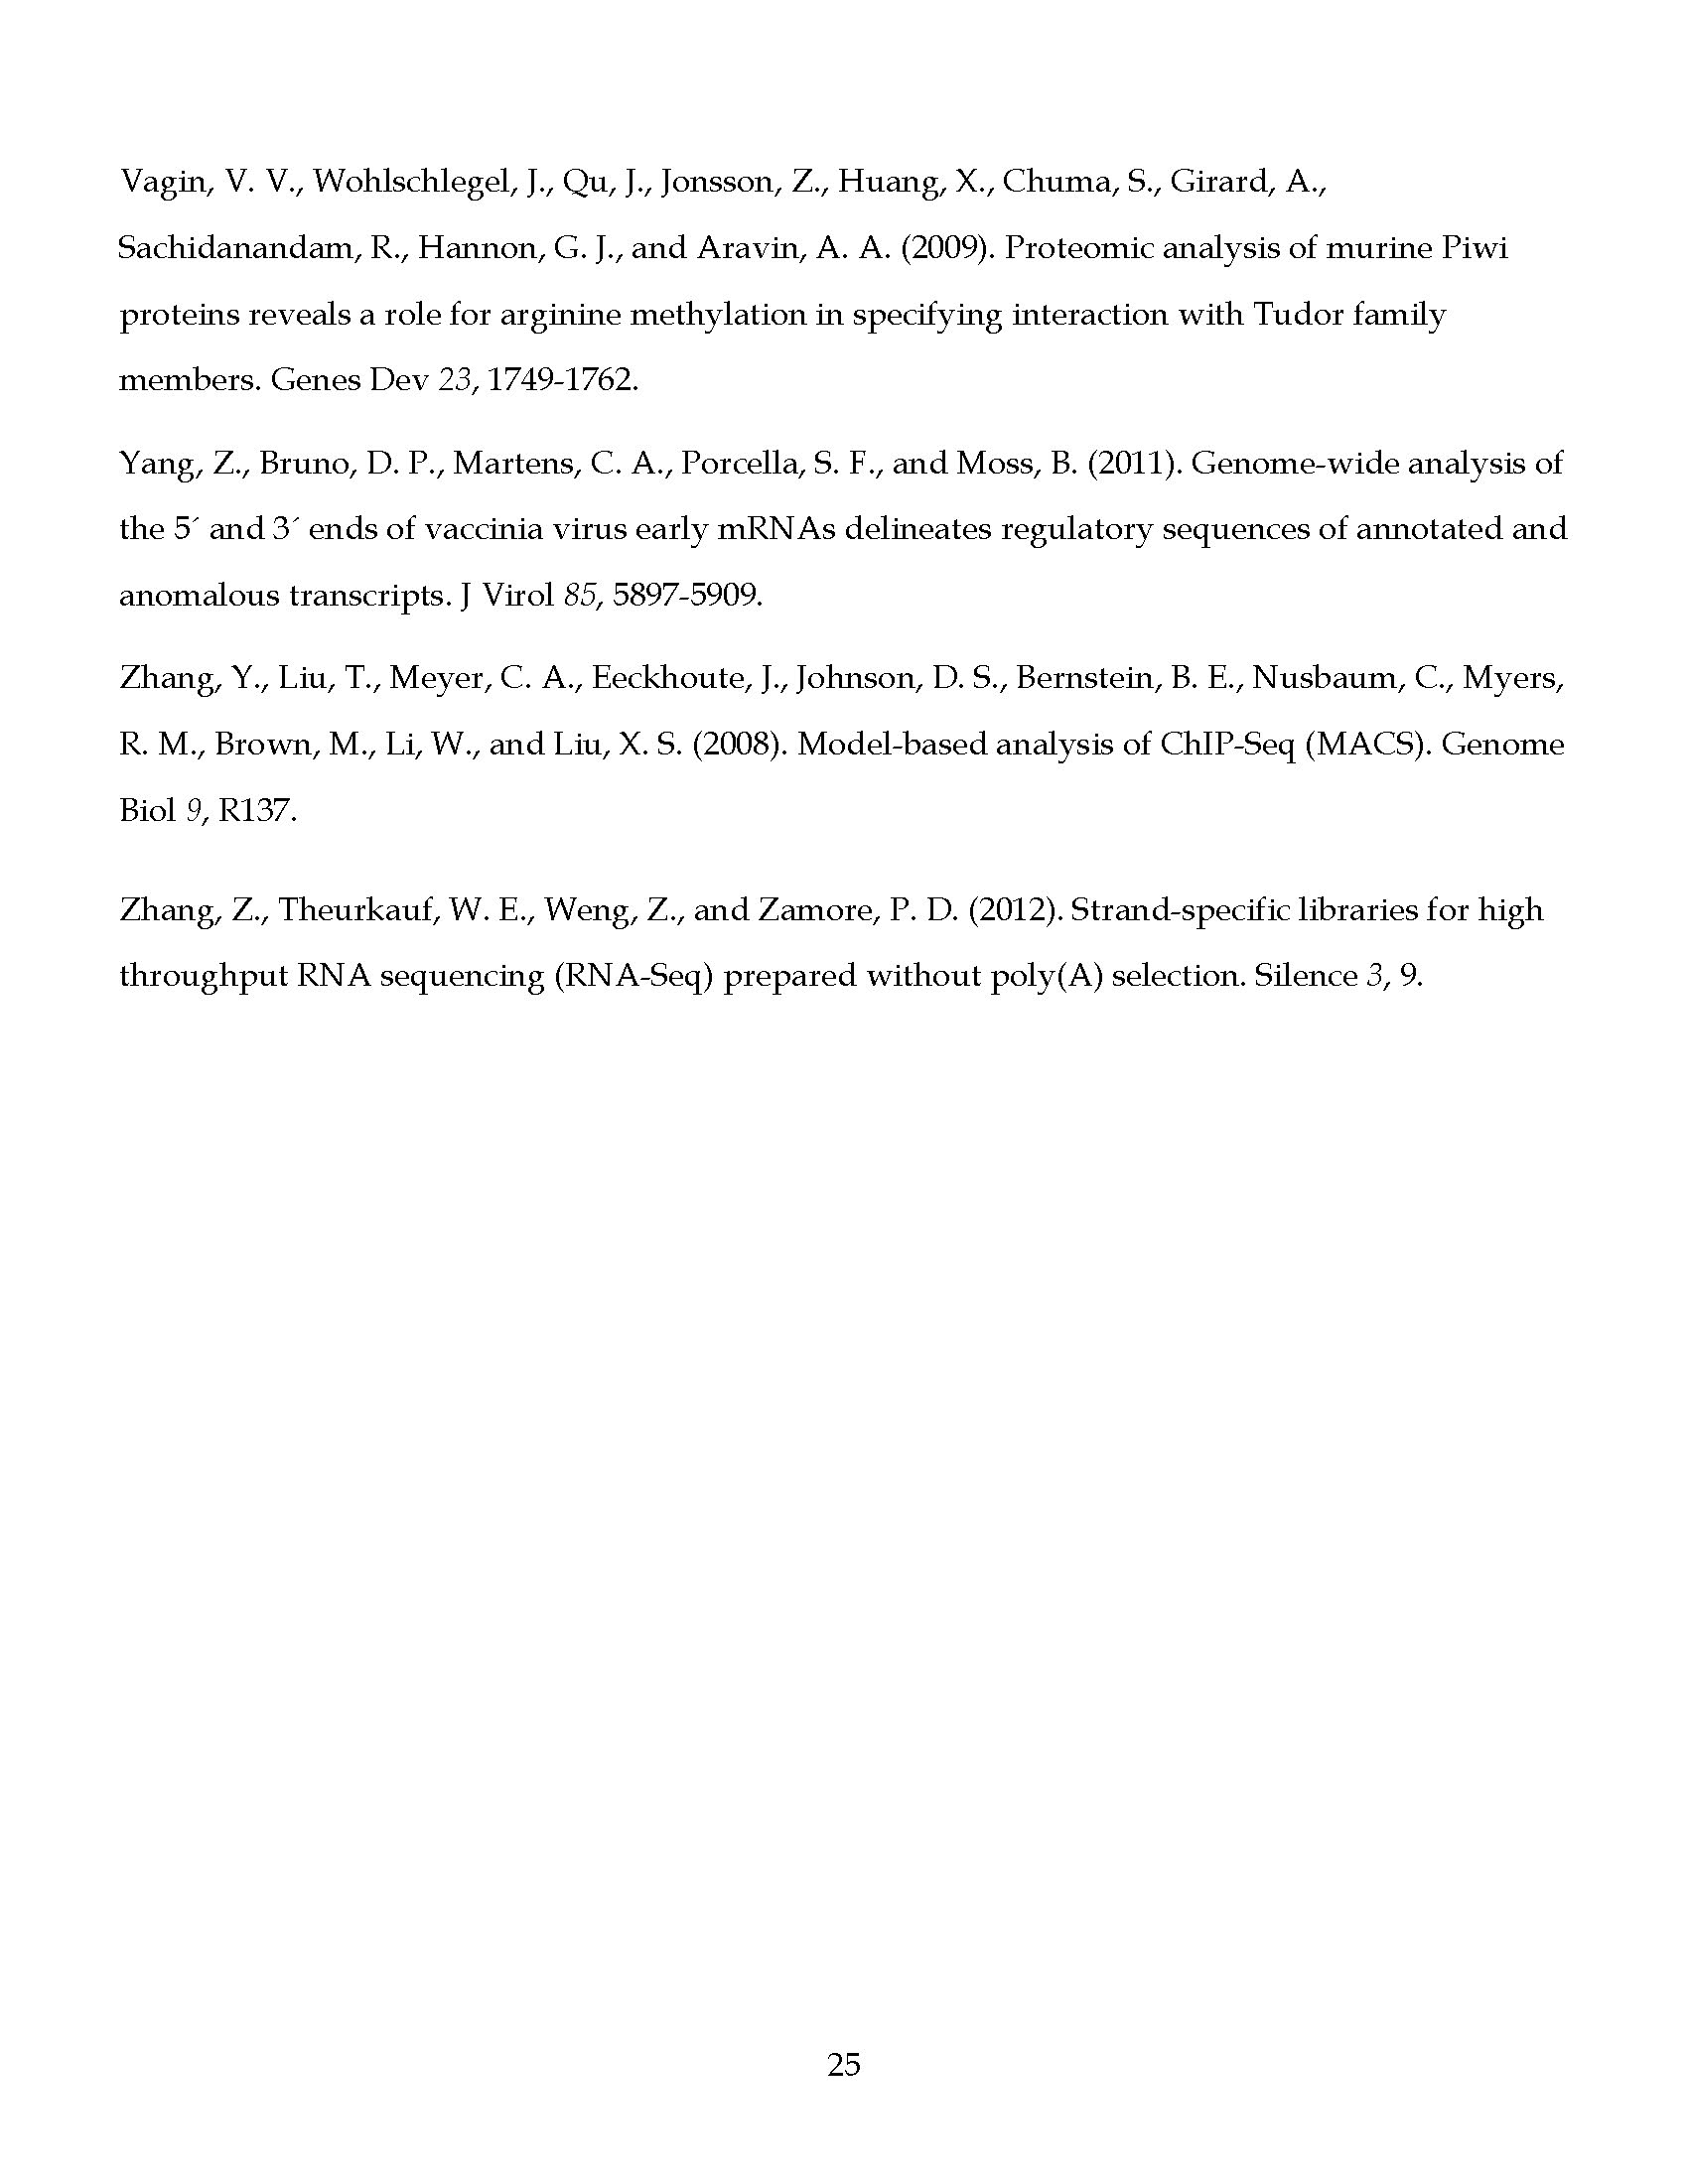 Vagin, V. V., Wohlschlegel, J., Qu, J., Jonsson, Z., Huang, X., Chuma, S., Girard, A.,
Sachidanandam, R., Hannon, G. J., and Aravin, A. A. (2009). Proteomic analysis of murine Piwi
proteins reveals a role for arginine methylation in specifying interaction with Tudor family
members. Genes Dev 23, 1749-1762.
Yang, Z., Bruno, D. P., Martens, C. A., Porcella, S. F., and Moss, B. (2011). Genome-wide analysis of
the 5´ and 3´ ends of vaccinia virus early mRNAs delineates regulatory sequences of annotated and
anomalous transcripts. J Virol 85, 5897-5909.
Zhang, Y., Liu, T., Meyer, C. A., Eeckhoute, J., Johnson, D. S., Bernstein, B. E., Nusbaum, C., Myers,
R. M., Brown, M., Li, W., and Liu, X. S. (2008). Model-based analysis of ChIP-Seq (MACS). Genome
Biol 9, R137.
Zhang, Z., Theurkauf, W. E., Weng, Z., and Zamore, P. D. (2012). Strand-specific libraries for high
throughput RNA sequencing (RNA-Seq) prepared without poly(A) selection. Silence 3, 9.
25